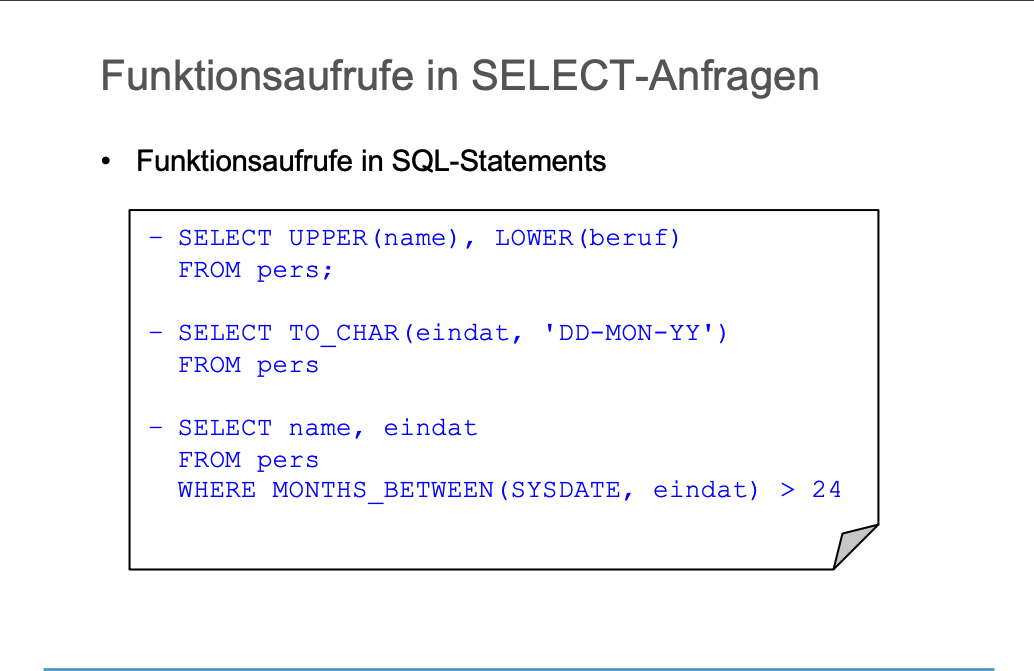 Funktionsaufrufe in SELECT-Anfragen
• Funktionsaufrufe in SQL-Statements
– SELECT UPPER(name), LOWER(beruf)
FROM pers;
– SELECT TO_CHAR(eindat, 'DD-MON-YY')
FROM pers
– SELECT name, eindat
FROM pers
WHERE MONTHS_BETWEEN(SYSDATE, eindat) > 24